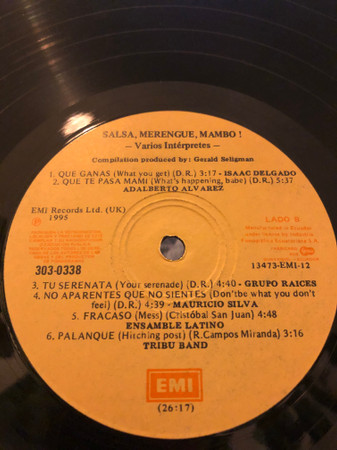 SALSA, MERENGUE, MAMBO !
— Varios Intérpretes —
Compilation produced by: Gerald Seligman
1. QUE GANAS (What you get) (D.R.) 3:17 - ISAAC DELGADO
2. QUE TE PASA MAMI (What's happening, babe) (D.R.) 5:37
ADALBERTO ALVAREZ
EMI Records Ltd. (UK)
1995
LADO B
303-0338
13473-EMI-12
3. TU SERENATA (Your serenade) (D.R.) 4:40 - GRUPO RAICES
4. NO APARENTES QUE NO SIENTES (Don'tbe what you don't
feel) (D.R.) 4:39 - MAURICIO SILVA
5. FRACASO (Mess) (Cristóbal San Juan) 4:48
ENSAMBLE LATINO
6. PALANQUE (Hitching post) (R.Campos Miranda) 3:16
TRIBU BAND
EMI
(26:17)